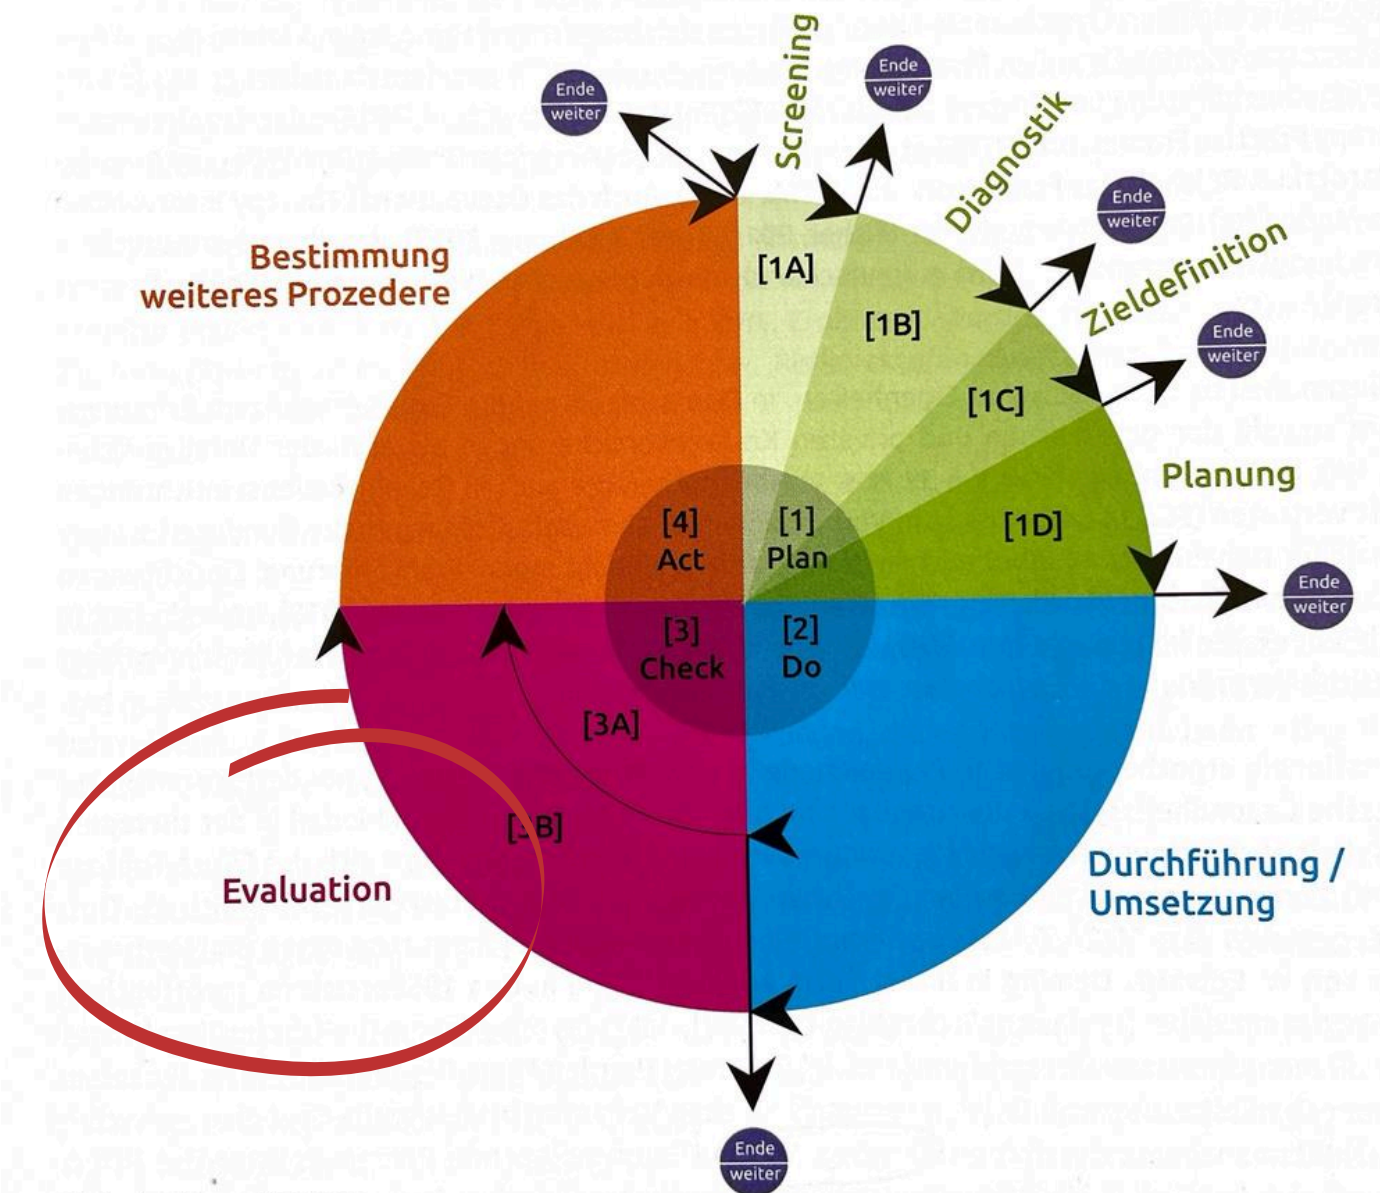 Screening
Ende
weiter
Ende
weiter
Diagnostik
Ende
weiter
Zieldefinition
Bestimmung
weiteres Prozedere
[1A]
[1B]
Ende
weiter
[1C]
Planung
[1D]
[4]
Act
[1]
Plan
Ende
weiter
[3]
Check
[2]
Do
[3A]
[3B]
Evaluation
Durchführung /
Umsetzung
Ende
weiter